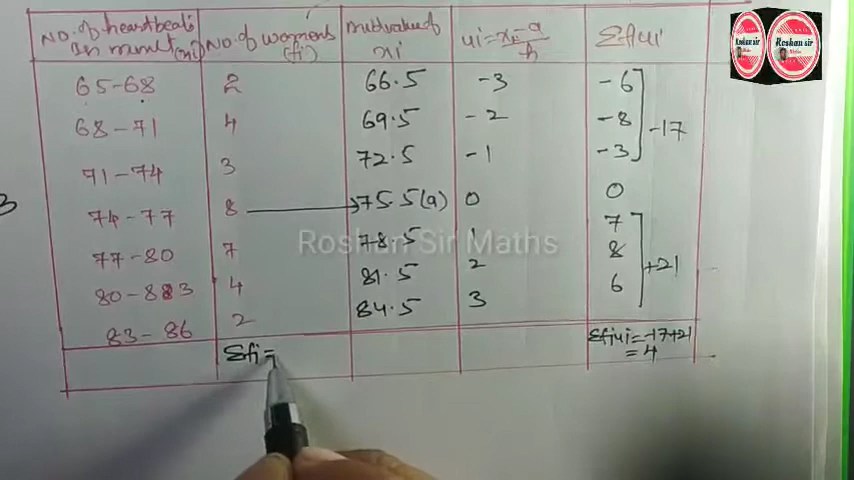 No. of heartbeats in minut (xi) No. of womens (fi) midvalue of xi ui = xi - a / h Σfiui
65-68 2 66.5 -3 -6
68-71 4 69.5 -2 -8 -17
71-74 3 72.5 -1 -3
74-77 8 75.5(a) 0 0
77-80 7 78.5 1 7
80-83 4 81.5 2 8 +21
83-86 2 84.5 3 6
Σfi= Σfiui=-17+21
= 4
3
Roshan Sir Maths
Roshan sir
Roshan sir